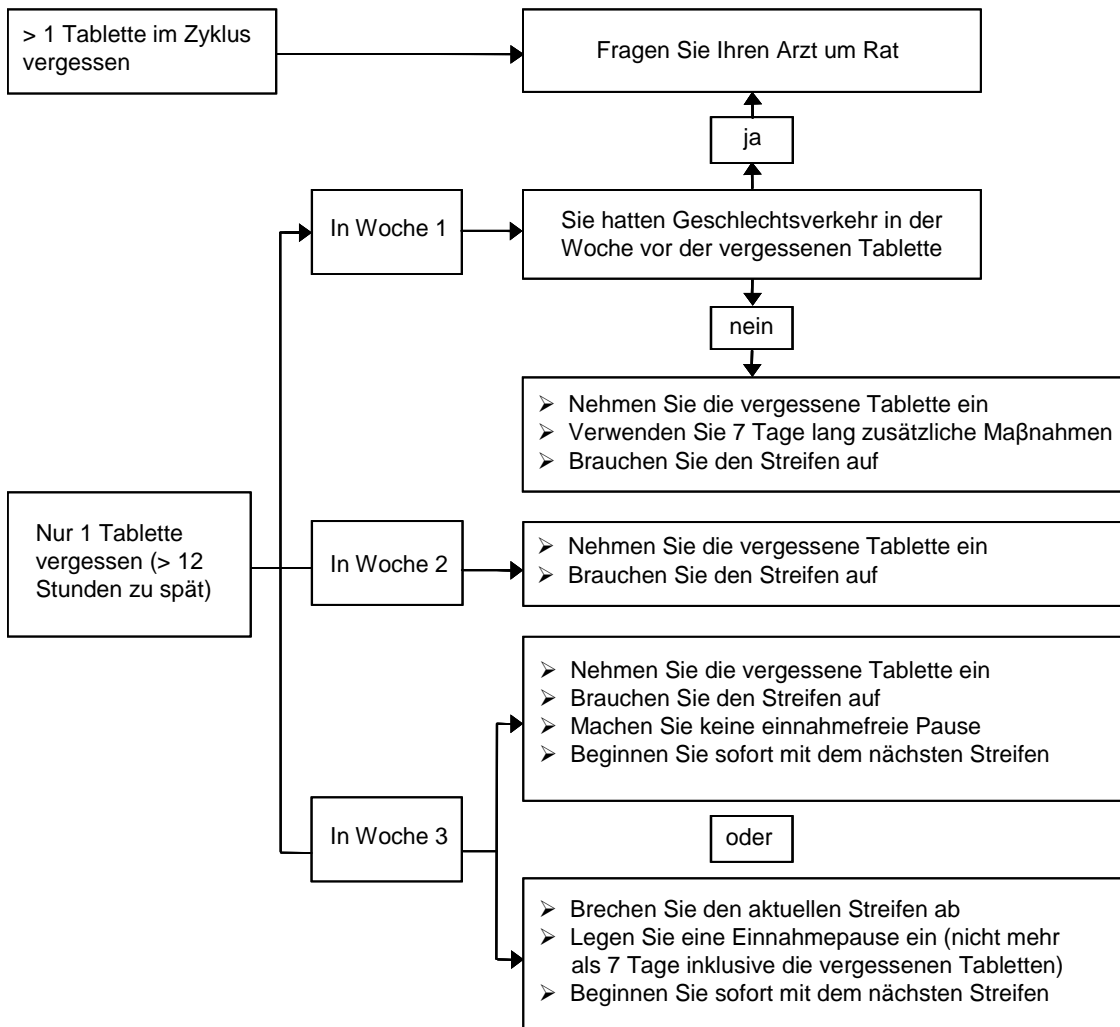 > 1 Tablette im Zyklus
vergessen
Fragen Sie Ihren Arzt um Rat
ja
In Woche 1
Sie hatten Geschlechtsverkehr in der
Woche vor der vergessenen Tablette
nein
➢ Nehmen Sie die vergessene Tablette ein
➢ Verwenden Sie 7 Tage lang zusätzliche Maβnahmen
➢ Brauchen Sie den Streifen auf
Nur 1 Tablette
vergessen (> 12
Stunden zu spät)
In Woche 2
➢ Nehmen Sie die vergessene Tablette ein
➢ Brauchen Sie den Streifen auf
In Woche 3
➢ Nehmen Sie die vergessene Tablette ein
➢ Brauchen Sie den Streifen auf
➢ Machen Sie keine einnahmefreie Pause
➢ Beginnen Sie sofort mit dem nächsten Streifen
oder
➢ Brechen Sie den aktuellen Streifen ab
➢ Legen Sie eine Einnahmepause ein (nicht mehr
als 7 Tage inklusive die vergessenen Tabletten)
➢ Beginnen Sie sofort mit dem nächsten Streifen